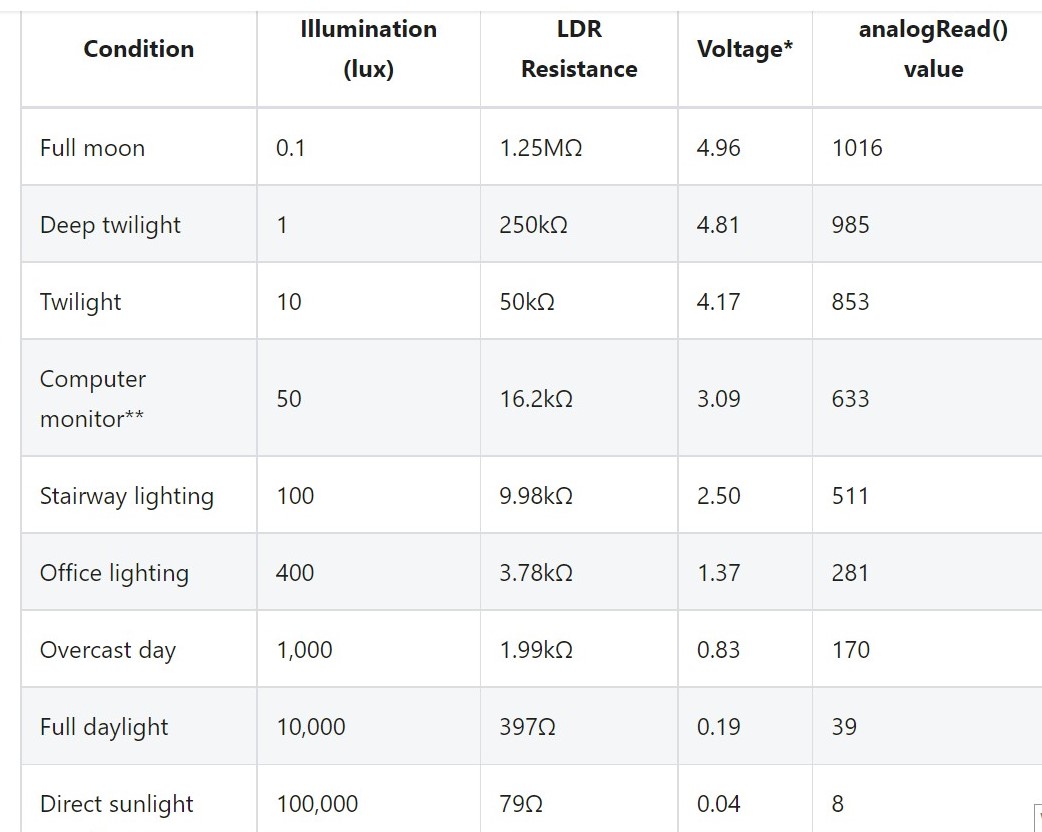 Condition Illumination (lux) LDR Resistance Voltage* analogRead() value
Full moon 0.1 1.25MΩ 4.96 1016
Deep twilight 1 250kΩ 4.81 985
Twilight 10 50kΩ 4.17 853
Computer monitor** 50 16.2kΩ 3.09 633
Stairway lighting 100 9.98kΩ 2.50 511
Office lighting 400 3.78kΩ 1.37 281
Overcast day 1,000 1.99kΩ 0.83 170
Full daylight 10,000 397Ω 0.19 39
Direct sunlight 100,000 79Ω 0.04 8